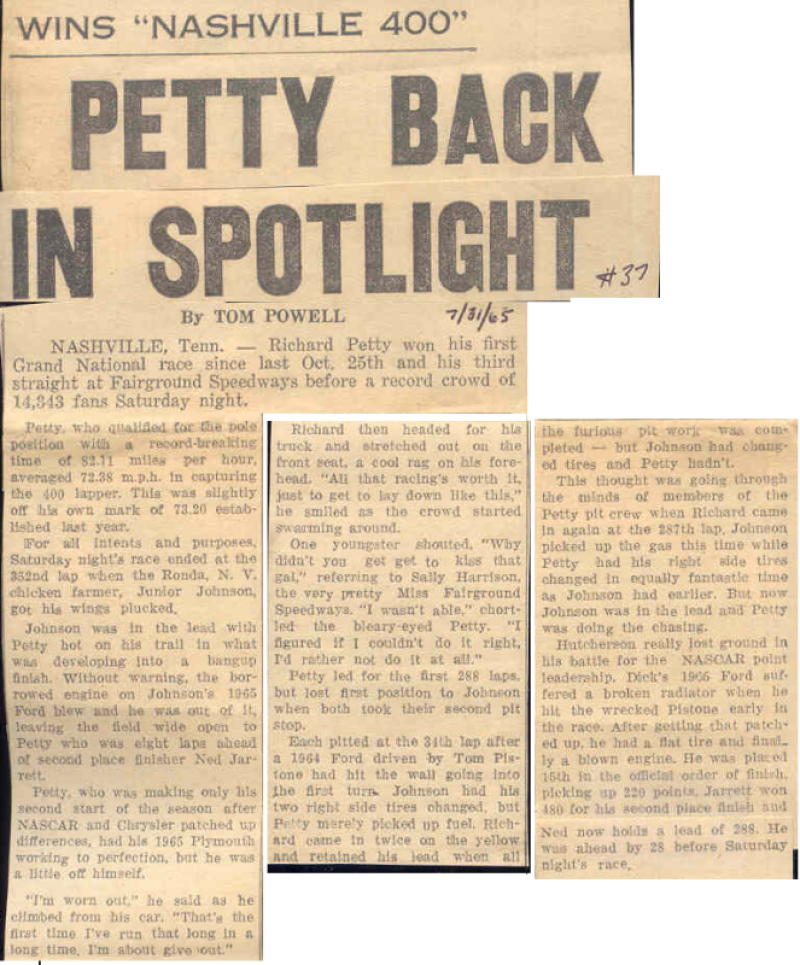 WINS "NASHVILLE 400"
PETTY BACK
IN SPOTLIGHT
#37
By TOM POWELL
7/31/65
NASHVILLE, Tenn. — Richard Petty won his first
Grand National race since last Oct. 25th and his third
straight at Fairground Speedways before a record crowd of
14,343 fans Saturday night.
Petty, who qualified for the pole
position with a record-breaking
time of 82.11 miles per hour,
averaged 72.38 m.p.h. in capturing
the 400 lapper. This was slightly
off his own mark of 73.20 estab-
lished last year.
For all intents and purposes,
Saturday night's race ended at the
352nd lap when the Ronda, N. V.
chicken farmer, Junior Johnson,
got his wings plucked.
Johnson was in the lead with
Petty hot on his trail in what
was developing into a bangup
finish. Without warning, the bor-
rowed engine on Johnson's 1965
Ford blew and he was out of it,
leaving the field wide open to
Petty who was eight laps ahead
of second place finisher Ned Jar-
rett.
Petty, who was making only his
second start of the season after
NASCAR and Chrysler patched up
differences, had his 1965 Plymouth
working to perfection, but he was
a little off himself.
"I'm worn out," he said as he
climbed from his car. "That's the
first time I've run that long in a
long time. I'm about give out."
Richard then headed for his
truck and stretched out on the
front seat, a cool rag on his fore-
head. "All that racing's worth it,
just to get to lay down like this,"
he smiled as the crowd started
swarming around.
One youngster shouted, "Why
didn't you get get to kiss that
gal," referring to Sally Harrison,
the very pretty Miss Fairground
Speedways. "I wasn't able," chort-
led the bleary-eyed Petty. "I
figured if I couldn't do it right,
I'd rather not do it at all."
Petty led for the first 288 laps,
but lost first position to Johnson
when both took their second pit
stop.
Each pitted at the 34th lap after
a 1964 Ford driven by Tom Pis-
tone had hit the wall going into
the first turn. Johnson had his
two right side tires changed, but
Petty merely picked up fuel. Rich-
ard came in twice on the yellow
and retained his lead when all
the furious pit work was com-
pleted — but Johnson had chang-
ed tires and Petty hadn't.
This thought was going through
the minds of members of the
Petty pit crew when Richard came
in again at the 287th lap. Johnson
picked up the gas this time while
Petty had his right side tires
changed in equally fantastic time
as Johnson had earlier. But now
Johnson was in the lead and Petty
was doing the chasing.
Hutcherson really lost ground in
his battle for the NASCAR point
leadership. Dick's 1965 Ford suf-
fered a broken radiator when he
hit the wrecked Pistone early in
the race. After getting that patch-
ed up, he had a flat tire and final-
ly a blown engine. He was placed
15th in the official order of finish,
picking up 220 points. Jarrett won
480 for his second place finish and
Ned now holds a lead of 288. He
was ahead by 28 before Saturday
night's race.